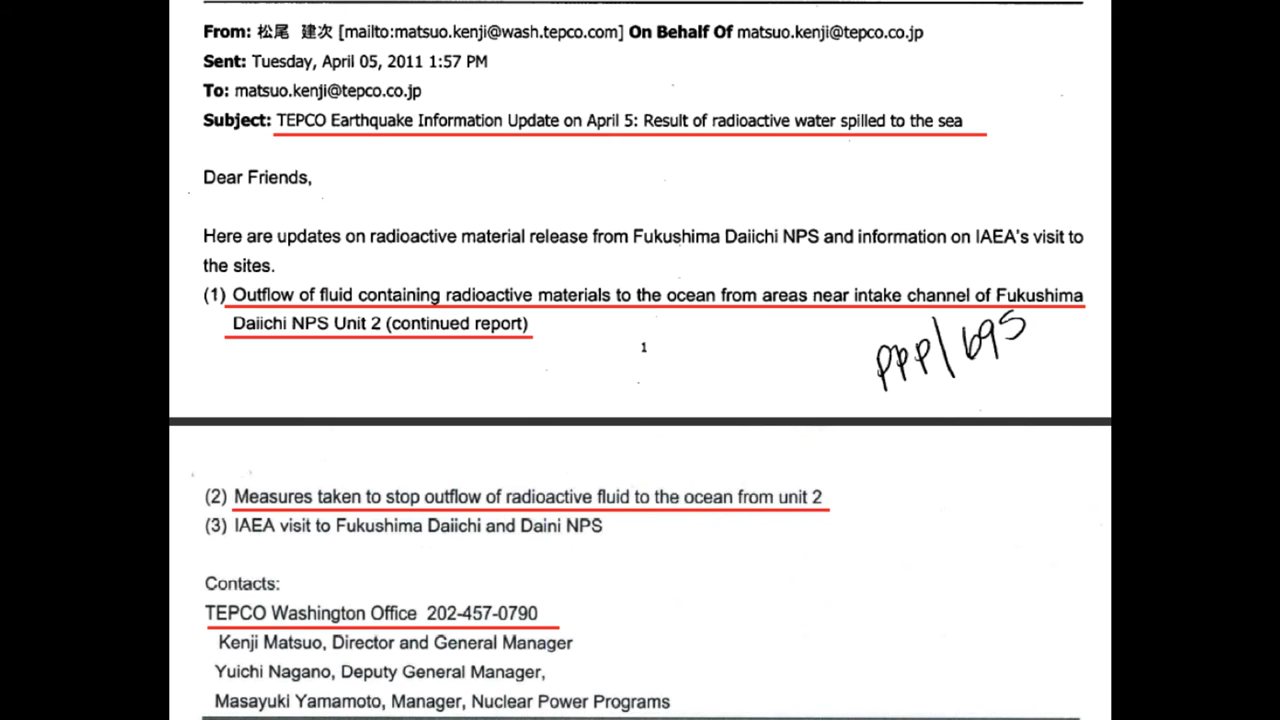 From: 松尾 建次 [mailto:matsuo.kenji@wash.tepco.com] On Behalf Of matsuo.kenji@tepco.co.jp
Sent: Tuesday, April 05, 2011 1:57 PM
To: matsuo.kenji@tepco.co.jp
Subject: TEPCO Earthquake Information Update on April 5: Result of radioactive water spilled to the sea
Dear Friends,
Here are updates on radioactive material release from Fukushima Daiichi NPS and information on IAEA's visit to
the sites.
(1) Outflow of fluid containing radioactive materials to the ocean from areas near intake channel of Fukushima
Daiichi NPS Unit 2 (continued report)
1
PPP/695
(2) Measures taken to stop outflow of radioactive fluid to the ocean from unit 2
(3) IAEA visit to Fukushima Daiichi and Daini NPS
Contacts:
TEPCO Washington Office 202-457-0790
Kenji Matsuo, Director and General Manager
Yuichi Nagano, Deputy General Manager,
Masayuki Yamamoto, Manager, Nuclear Power Programs